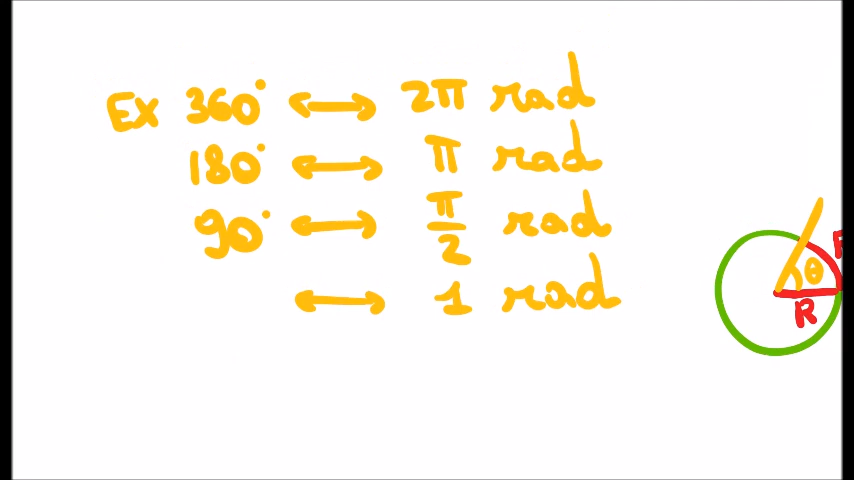 Ex 360° ↔ 2π rad
180° ↔ π rad
90° ↔ π/2 rad
↔ 1 rad
θ
R